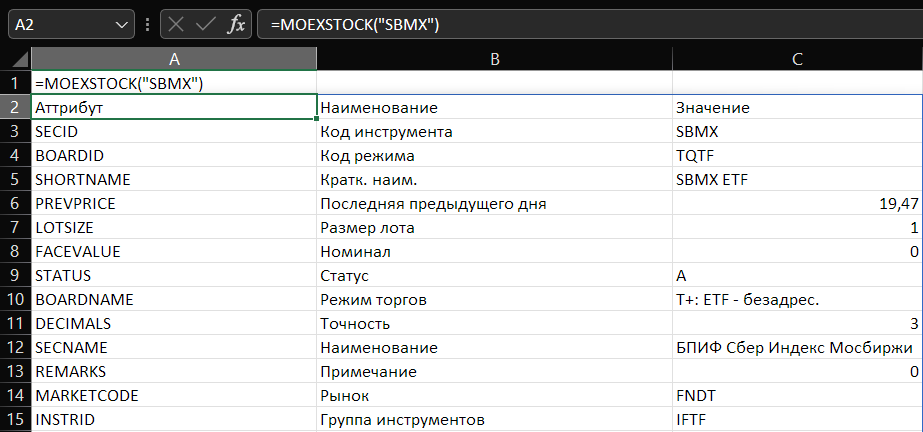 A2 fx =MOEXSTOCK("SBMX")
A B C
1 =MOEXSTOCK("SBMX")
2 Аттрибут Наименование Значение
3 SECID Код инструмента SBMX
4 BOARDID Код режима TQTF
5 SHORTNAME Кратк. наим. SBMX ETF
6 PREVPRICE Последняя предыдущего дня 19,47
7 LOTSIZE Размер лота 1
8 FACEVALUE Номинал 0
9 STATUS Статус A
10 BOARDNAME Режим торгов Т+: ETF - безадрес.
11 DECIMALS Точность 3
12 SECNAME Наименование БПИФ Сбер Индекс Мосбиржи
13 REMARKS Примечание 0
14 MARKETCODE Рынок FNDT
15 INSTRID Группа инструментов IFTF